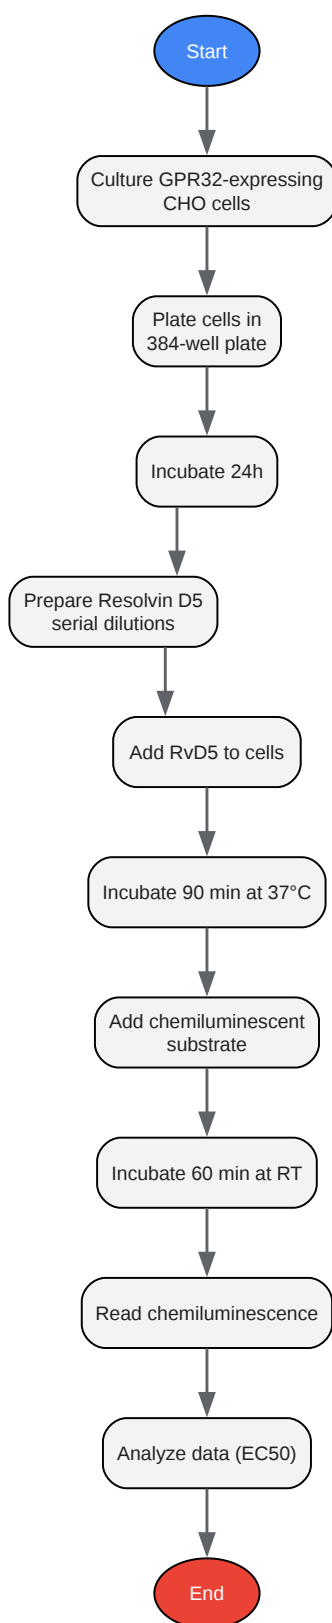 Start
Culture GPR32-expressing
CHO cells
Plate cells in
384-well plate
Incubate 24h
Prepare Resolvin D5
serial dilutions
Add RvD5 to cells
Incubate 90 min at 37°C
Add chemiluminescent
substrate
Incubate 60 min at RT
Read chemiluminescence
Analyze data (EC50)
End